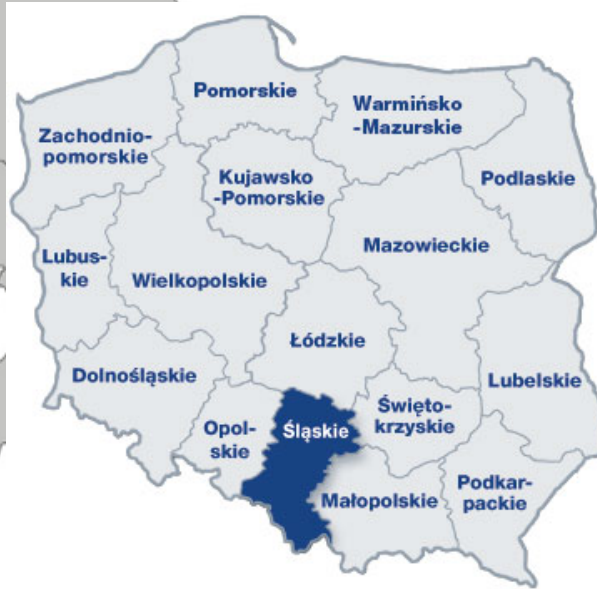 Pomorskie
Warmińsko
-Mazurskie
Zachodnio-
pomorskie
Kujawsko
-Pomorskie
Podlaskie
Mazowieckie
Lubus-
kie
Wielkopolskie
Łódzkie
Dolnośląskie
Lubelskie
Opol-
skie
Śląskie
Święto-
krzyskie
Małopolskie
Podkar-
packie